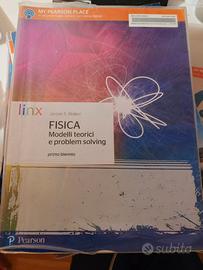 MY PEARSON PLACE
linx
James S. Walker
FISICA
Modelli teorici
e problem solving
primo biennio
Pearson
subito